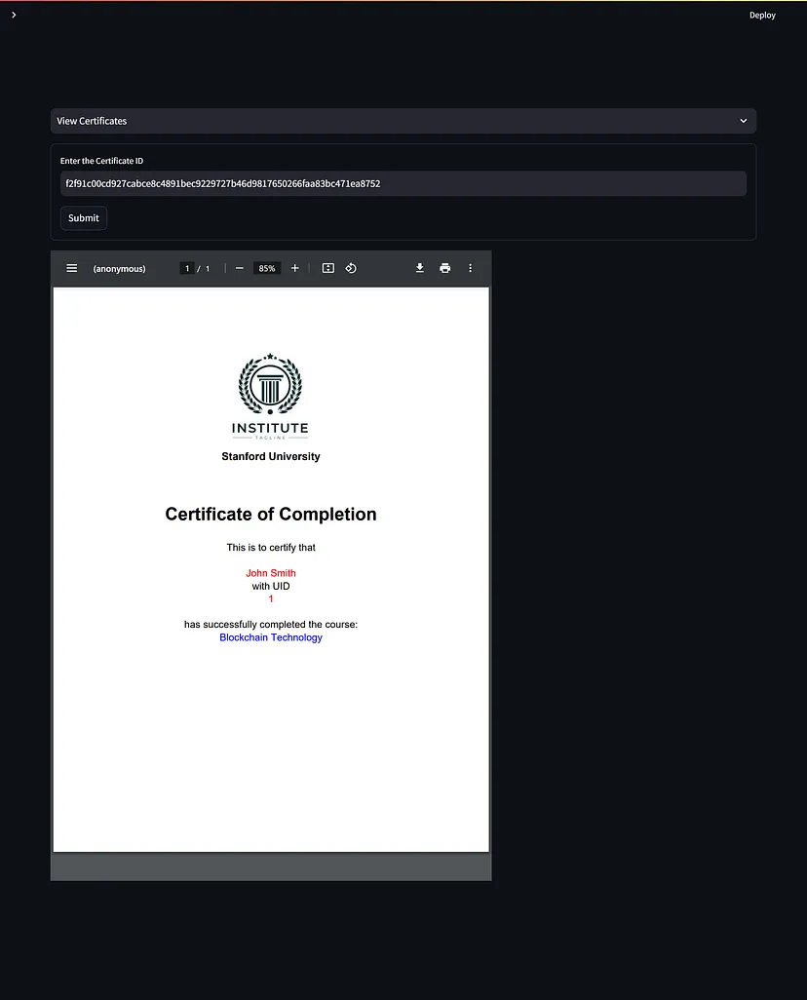 Deploy
View Certificates
Enter the Certificate ID
f2f91c00cd927cabce8c4891bec9229727b46d9817650266faa83bc471ea8752
Submit
(anonymous) 1 / 1 85%
INSTITUTE
TAGLINE
Stanford University
Certificate of Completion
This is to certify that
John Smith
with UID
1
has successfully completed the course:
Blockchain Technology